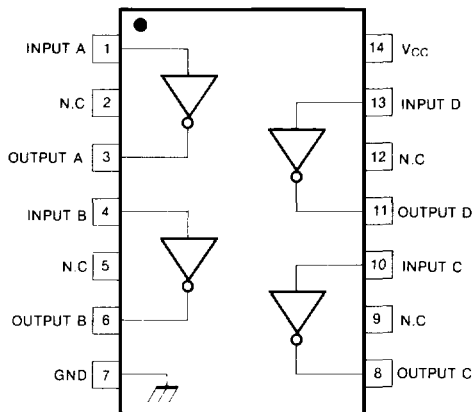 INPUT A 1
N.C 2
OUTPUT A 3
INPUT B 4
N.C 5
OUTPUT B 6
GND 7
14 VCC
13 INPUT D
12 N.C
11 OUTPUT D
10 INPUT C
9 N.C
8 OUTPUT C